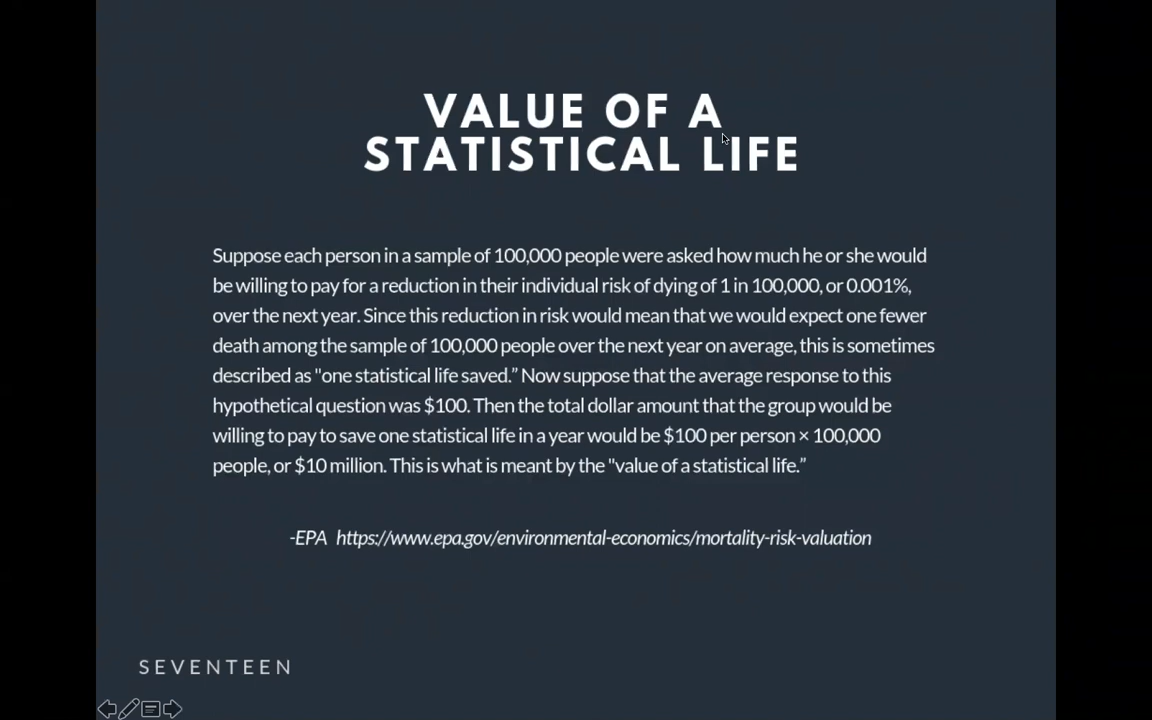 VALUE OF A
STATISTICAL LIFE
Suppose each person in a sample of 100,000 people were asked how much he or she would
be willing to pay for a reduction in their individual risk of dying of 1 in 100,000, or 0.001%,
over the next year. Since this reduction in risk would mean that we would expect one fewer
death among the sample of 100,000 people over the next year on average, this is sometimes
described as "one statistical life saved.” Now suppose that the average response to this
hypothetical question was $100. Then the total dollar amount that the group would be
willing to pay to save one statistical life in a year would be $100 per person × 100,000
people, or $10 million. This is what is meant by the "value of a statistical life.”
-EPA https://www.epa.gov/environmental-economics/mortality-risk-valuation
SEVENTEEN